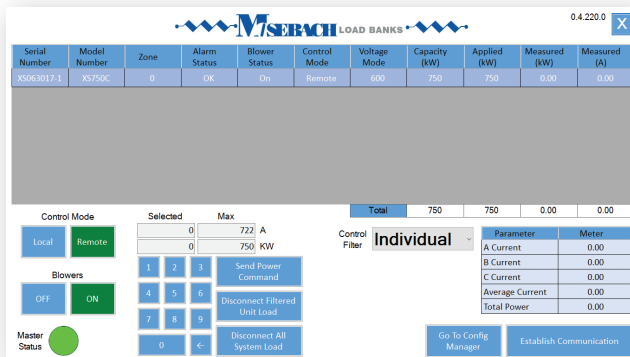 0.4.220.0
MSEBACH LOAD BANKS
X
Serial Number Model Number Zone Alarm Status Blower Status Control Mode Voltage Mode Capacity (kW) Applied (kW) Measured (kW) Measured (A)
XS063017-1 XS750C 0 OK On Remote 600 750 750 0.00 0.00
Total 750 750 0.00 0.00
Control Mode
Local Remote
Blowers
OFF ON
Master Status
Selected Max
0 722 A
0 750 KW
1 2 3
4 5 6
7 8 9
0 ←
Send Power Command
Disconnect Filtered Unit Load
Disconnect All System Load
Control Filter Individual
Parameter Meter
A Current 0.00
B Current 0.00
C Current 0.00
Average Current 0.00
Total Power 0.00
Go To Config Manager
Establish Communication